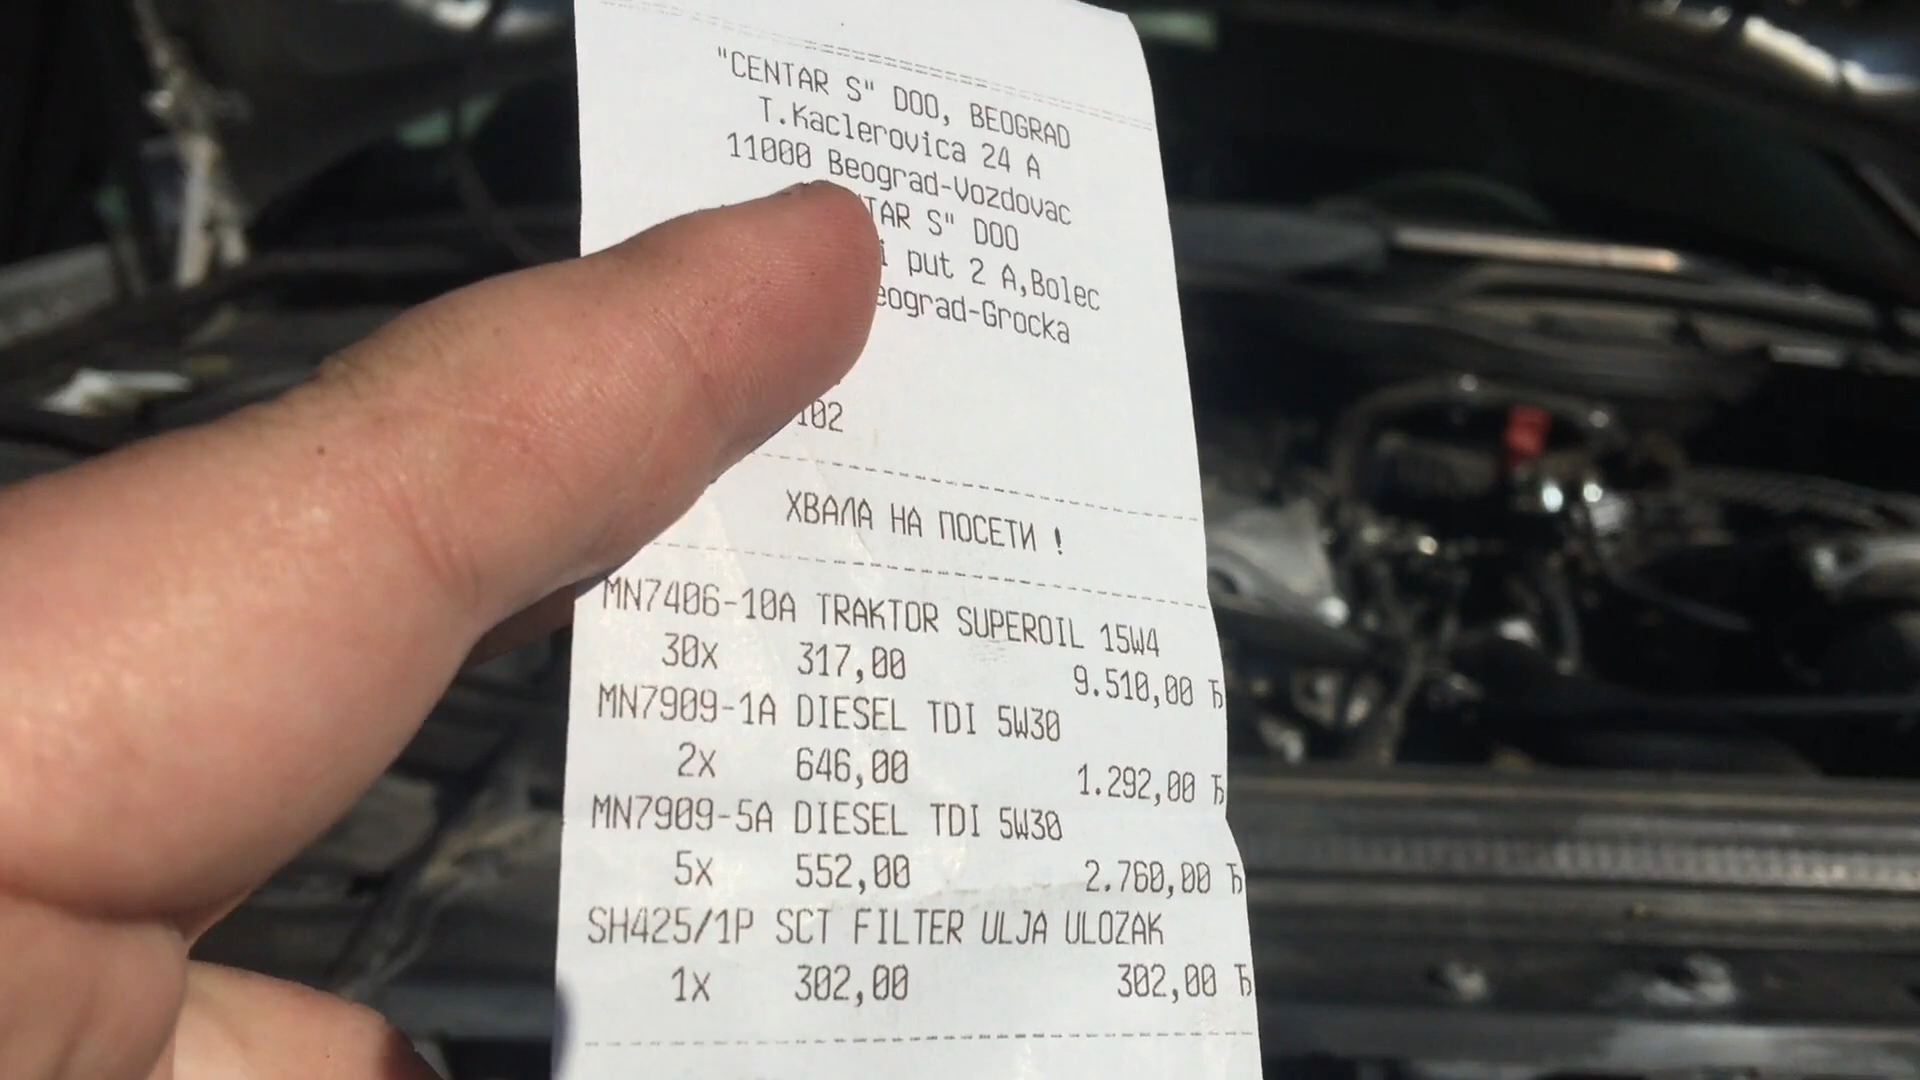 "CENTAR S" DOO, BEOGRAD
T.Kaclerovica 24 A
11000 Beograd-Vozdovac
S" DOO
put 2 A,Bolec
Grocka
102
ХВАЛА НА ПОСЕТИ !
MN7406-10A TRAKTOR SUPEROIL 15W4
30x 317,00 9.510,00 Ђ
MN7909-1A DIESEL TDI 5W30
2x 646,00 1.292,00 Ђ
MN7909-5A DIESEL TDI 5W30
5x 552,00 2.760,00 Ђ
SH425/1P SCT FILTER ULJA ULOZAK
1x 302,00 302,00 Ђ